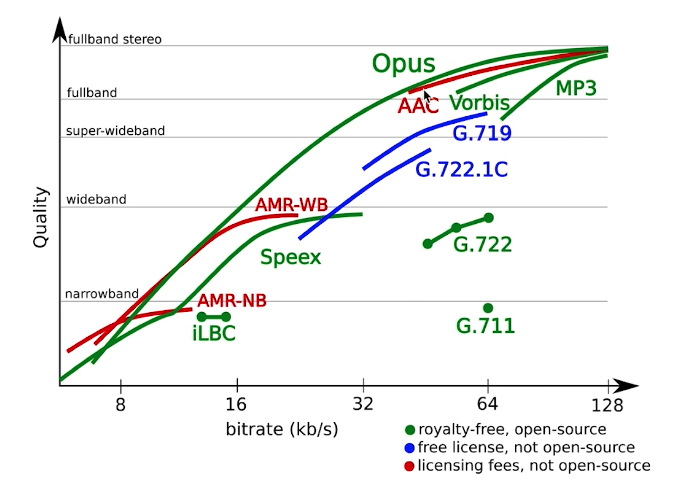 fullband stereo
Opus
fullband
AAC
Vorbis
MP3
super-wideband
G.719
G.722.1C
wideband
AMR-WB
Quality
Speex
G.722
narrowband
AMR-NB
iLBC
G.711
8 16 32 64 128
bitrate (kb/s)
royalty-free, open-source
free license, not open-source
licensing fees, not open-source